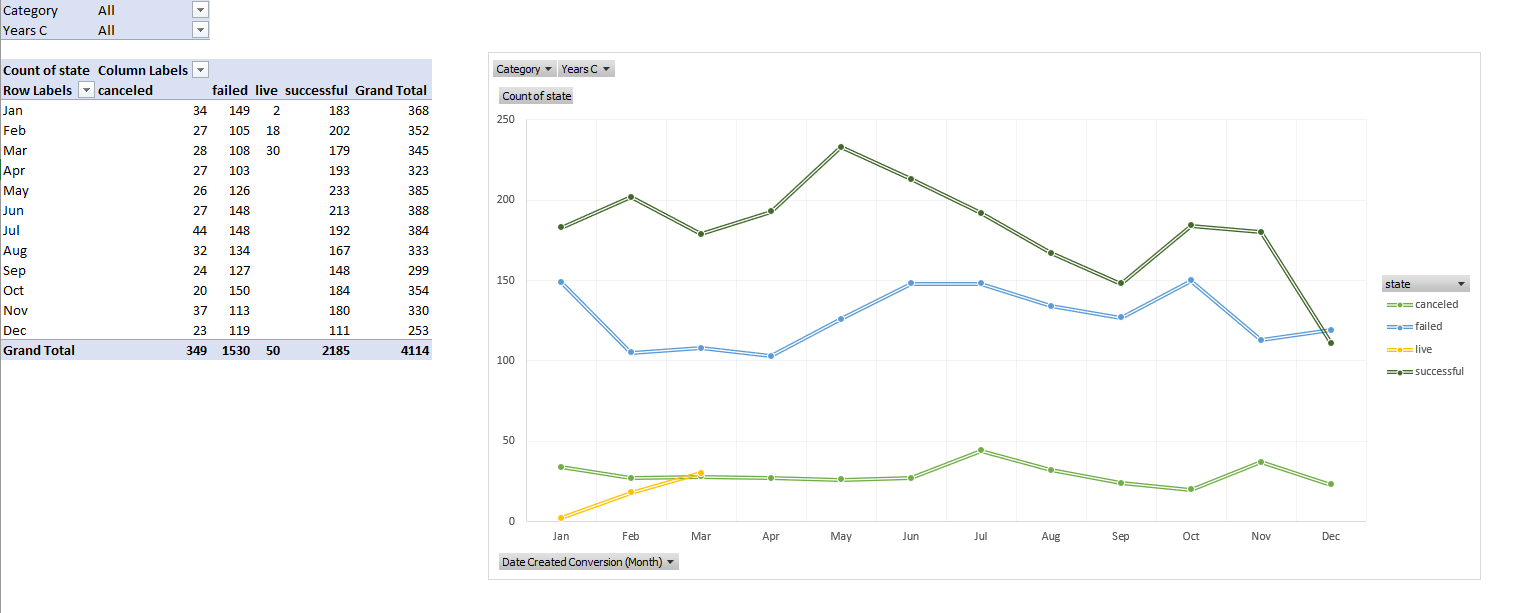 Category All
Years C All
Count of state Column Labels
Row Labels canceled failed live successful Grand Total
Jan 34 149 2 183 368
Feb 27 105 18 202 352
Mar 28 108 30 179 345
Apr 27 103 193 323
May 26 126 233 385
Jun 27 148 213 388
Jul 44 148 192 384
Aug 32 134 167 333
Sep 24 127 148 299
Oct 20 150 184 354
Nov 37 113 180 330
Dec 23 119 111 253
Grand Total 349 1530 50 2185 4114
Category Years C
Count of state
250
200
150
100
50
0
Jan Feb Mar Apr May Jun Jul Aug Sep Oct Nov Dec
Date Created Conversion (Month)
state
canceled
failed
live
successful